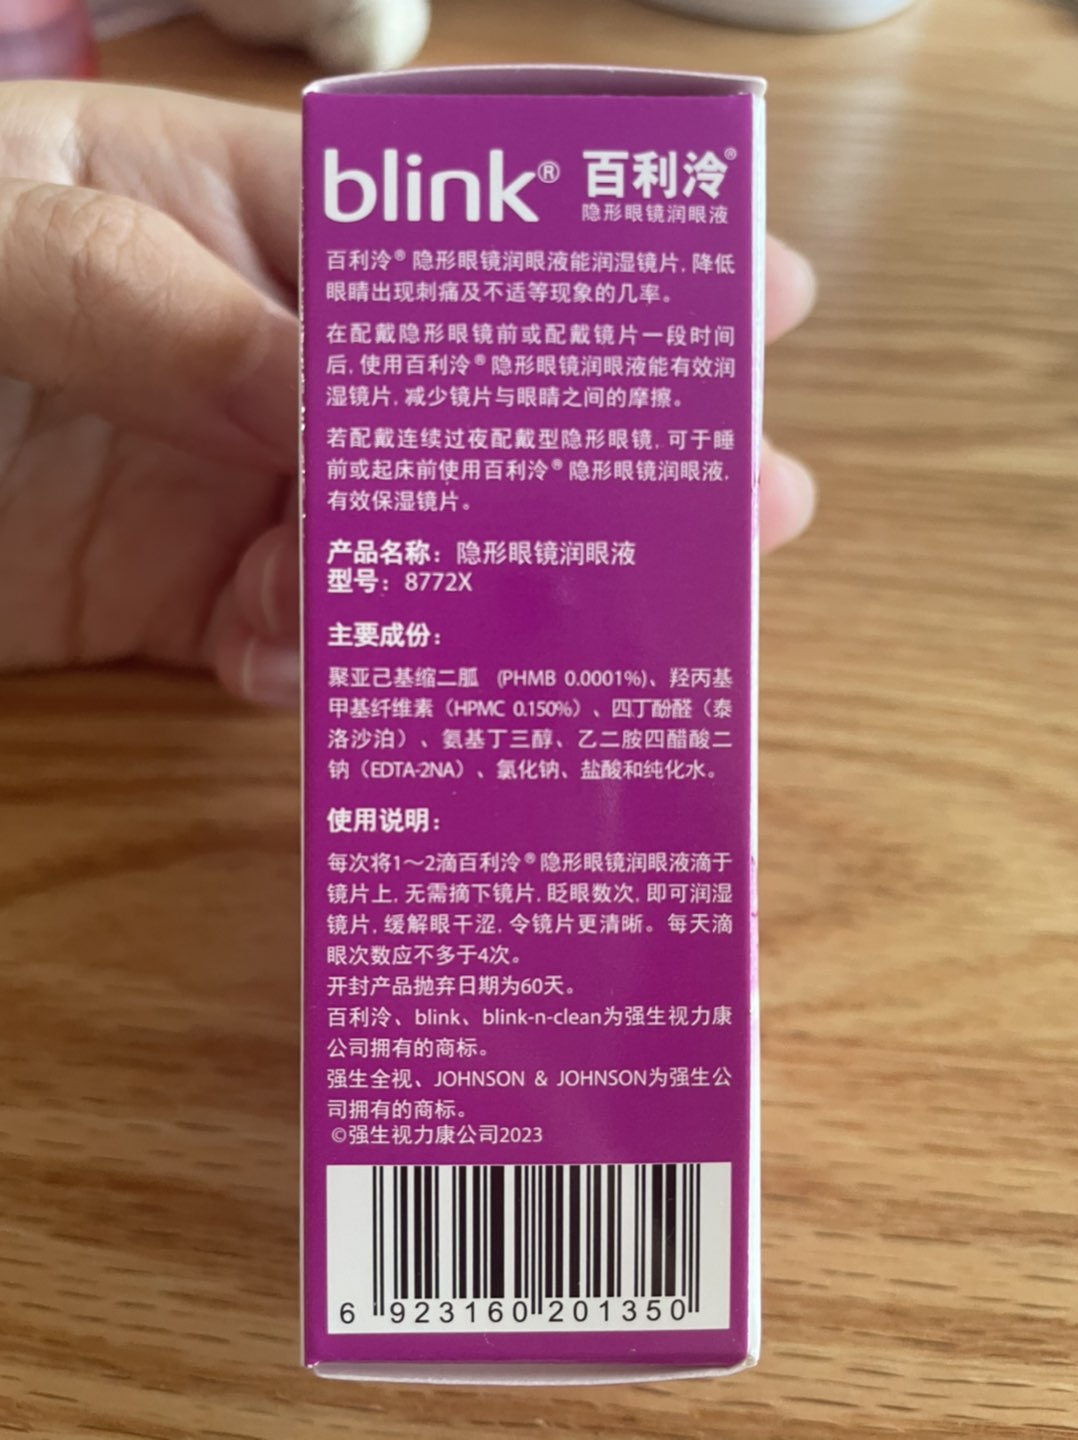 blink® 百利泠®
隐形眼镜润眼液
百利泠® 隐形眼镜润眼液能润湿镜片, 降低
眼睛出现刺痛及不适等现象的几率。
在配戴隐形眼镜前或配戴镜片一段时间
后, 使用百利泠® 隐形眼镜润眼液能有效润
湿镜片, 减少镜片与眼睛之间的摩擦。
若配戴连续过夜配戴型隐形眼镜, 可于睡
前或起床前使用百利泠® 隐形眼镜润眼液,
有效保湿镜片。
产品名称：隐形眼镜润眼液
型号：8772X
主要成份：
聚亚己基缩二胍 (PHMB 0.0001%)、羟丙基
甲基纤维素（HPMC 0.150%）、四丁酚醛（泰
洛沙泊）、氨基丁三醇、乙二胺四醋酸二
钠（EDTA-2NA）、氯化钠、盐酸和纯化水。
使用说明：
每次将1～2滴百利泠® 隐形眼镜润眼液滴于
镜片上, 无需摘下镜片, 眨眼数次, 即可润湿
镜片, 缓解眼干涩, 令镜片更清晰。每天滴
眼次数应不多于4次。
开封产品抛弃日期为60天。
百利泠、blink、blink-n-clean为强生视力康
公司拥有的商标。
强生全视、JOHNSON & JOHNSON为强生公
司拥有的商标。
©强生视力康公司2023
6 923160 201350